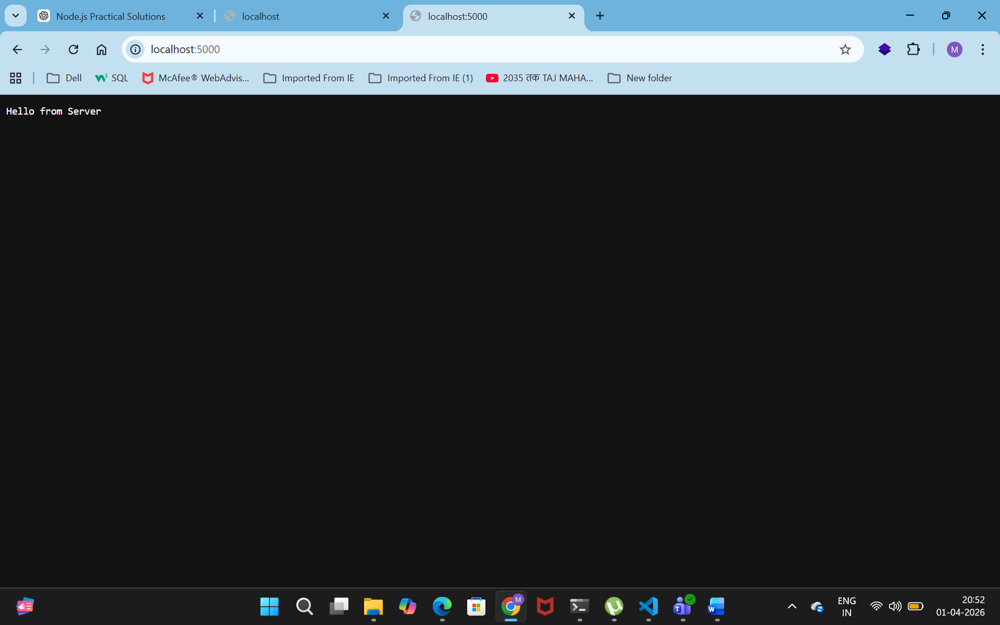 Node.js Practical Solutions
localhost
localhost:5000
localhost:5000
M
Dell
SQL
McAfee® WebAdvis...
Imported From IE
Imported From IE (1)
2035 तक TAJ MAHA...
New folder
Hello from Server
M
ENG
IN
20:52
01-04-2026